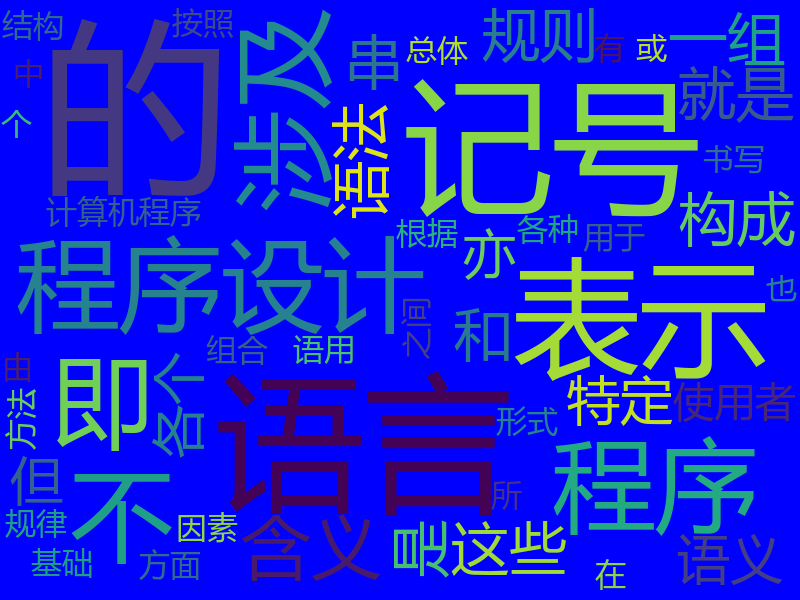 结构
按照
涉及
串
总体
规则
有
或
一组
中
的
个
语法
记号
就是
书写
计算机程序
根据
各种
用于
构成
亦
程序设计
之间
和
表示
也
组合
语用
由
即
各个
语言
特定
使用者
方法
形式
程序
但
不
所
规律
因素
含义
是
这些
语义
基础
方面
在